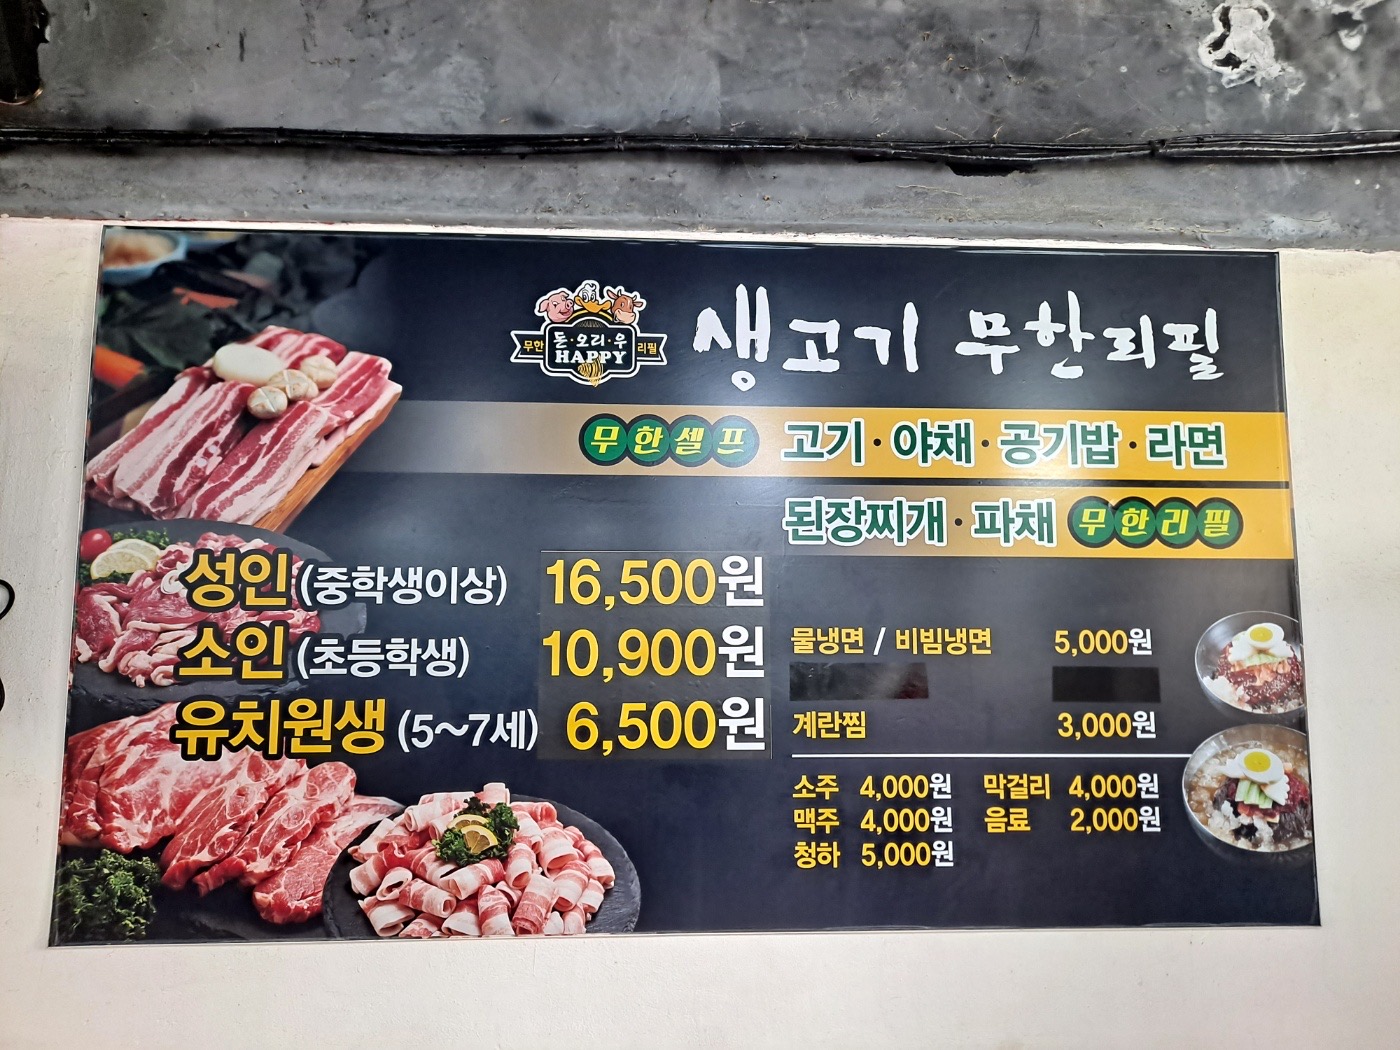 돈·오리·우
무한 HAPPY 리필
생고기 무한리필
무한셀프 고기·야채·공기밥·라면
된장찌개·파채 무한리필
성인 (중학생이상) 16,500원
소인 (초등학생) 10,900원
유치원생 (5~7세) 6,500원
물냉면 / 비빔냉면 5,000원
계란찜 3,000원
소주 4,000원 막걸리 4,000원
맥주 4,000원 음료 2,000원
청하 5,000원